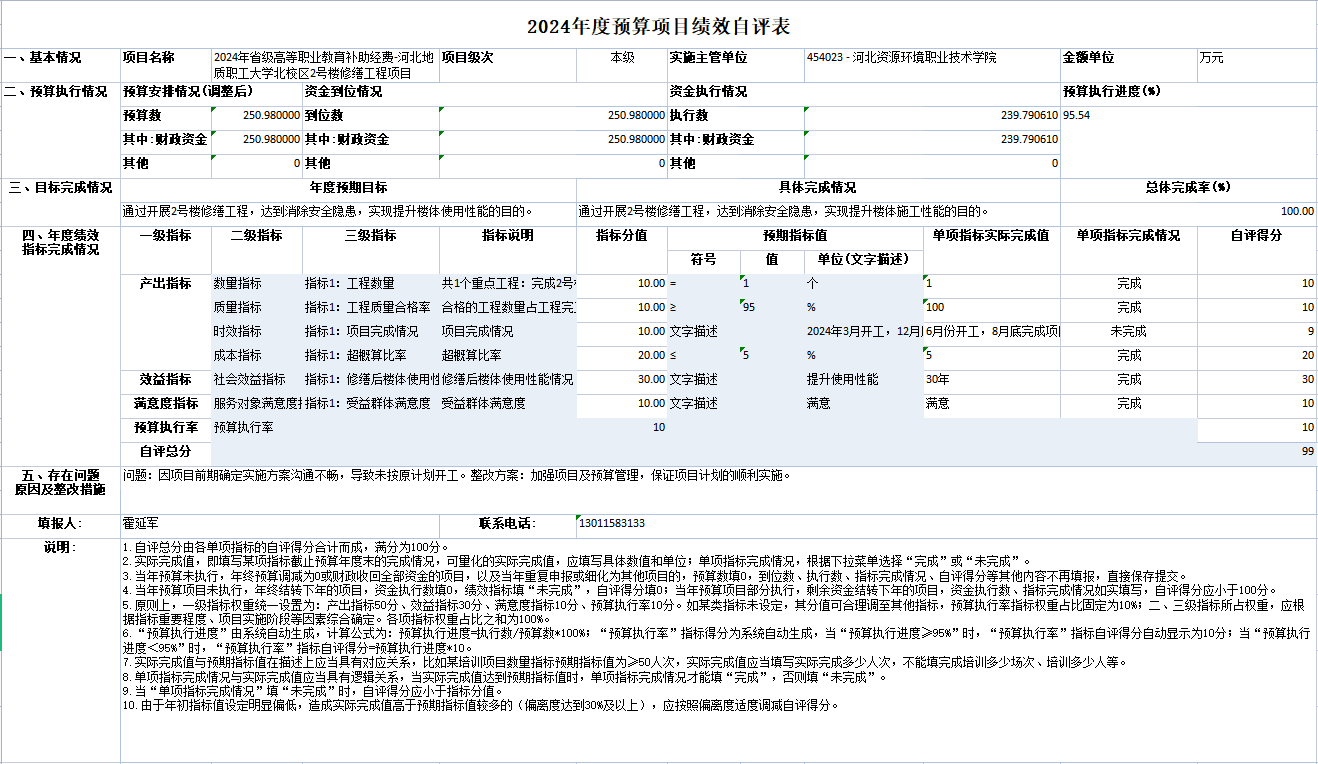 2024年度预算项目绩效自评表
一、基本情况 项目名称 2024年省级高等职业教育补助经费-河北地质职工大学北校区2号楼修缮工程项目 项目级次 本级 实施主管单位 454023 - 河北资源环境职业技术学院 金额单位 万元
二、预算执行情况 预算安排情况(调整后) 资金到位情况 资金执行情况 预算执行进度(%)
预算数 250.980000 到位数 250.980000 执行数 239.790610 95.54
其中:财政资金 250.980000 其中:财政资金 250.980000 其中:财政资金 239.790610
其他 0 其他 0 其他 0
三、目标完成情况 年度预期目标 具体完成情况 总体完成率(%)
通过开展2号楼修缮工程，达到消除安全隐患，实现提升楼体使用性能的目的。 通过开展2号楼修缮工程，达到消除安全隐患，实现提升楼体施工性能的目的。 100.00
四、年度绩效指标完成情况 一级指标 二级指标 三级指标 指标说明 指标分值 预期指标值 单项指标实际完成值 单项指标完成情况 自评得分
符号 值 单位(文字描述)
产出指标 数量指标 指标1：工程数量 共1个重点工程：完成2号 10.00 = 1 个 1 完成 10
质量指标 指标1：工程质量合格率 合格的工程数量占工程完 10.00 ≥ 95 % 100 完成 10
时效指标 指标1：项目完成情况 项目完成情况 10.00 文字描述 2024年3月开工，12月 6月份开工，8月底完成项 未完成 9
成本指标 指标1：超概算比率 超概算比率 20.00 ≤ 5 % 5 完成 20
效益指标 社会效益指标 指标1：修缮后楼体使用 修缮后楼体使用性能情况 30.00 文字描述 提升使用性能 30年 完成 30
满意度指标 服务对象满意度 指标1：受益群体满意度 受益群体满意度 10.00 文字描述 满意 满意 完成 10
预算执行率 预算执行率 10 10
自评总分 99
五、存在问题原因及整改措施 问题：因项目前期确定实施方案沟通不畅，导致未按原计划开工。整改方案：加强项目及预算管理，保证项目计划的顺利实施。
填报人: 霍延军 联系电话: 13011583133
说明: 1. 自评总分由各单项指标的自评得分合计而成，满分为100分。
2. 实际完成值，即填写某项指标截止预算年度末的完成情况，可量化的实际完成值，应填写具体数值和单位；单项指标完成情况，根据下拉菜单选择“完成”或“未完成”。
3. 当年预算未执行，年终预算调减为0或财政收回全部资金的项目，以及当年重复申报或细化为其他项目的，预算数填0，到位数、执行数、指标完成情况、自评得分等其他内容不再填报，直接保存提交。
4. 当年预算项目未执行，年终结转下年的项目，资金执行数填0，绩效指标填“未完成”，自评得分填0；当年预算项目部分执行，剩余资金结转下年的项目，资金执行数、指标完成情况如实填写，自评得分应小于100分。
5. 原则上，一级指标权重统一设置为：产出指标50分、效益指标30分、满意度指标10分、预算执行率10分。如某类指标未设定，其分值可合理调至其他指标，预算执行率指标权重占比固定为10%；二、三级指标所占权重，应根
据指标重要程度、项目实施阶段等因素综合确定。各项指标权重占比之和为100%。
6. “预算执行进度”由系统自动生成，计算公式为：预算执行进度=执行数/预算数*100%；“预算执行率”指标得分为系统自动生成，当“预算执行进度≥95%”时，“预算执行率”指标自评得分自动显示为10分；当“预算执行
进度＜95%”时，“预算执行率”指标自评得分=预算执行进度*10。
7. 实际完成值与预期指标值在描述上应当具有对应关系，比如某培训项目数量指标预期指标值为≥50人次，实际完成值应当填写实际完成多少人次，不能填完成培训多少场次、培训多少人等。
8. 单项指标完成情况与实际完成值应当具有逻辑关系，当实际完成值达到预期指标值时，单项指标完成情况才能填“完成”，否则填“未完成”。
9. 当“单项指标完成情况”填“未完成”时，自评得分应小于指标分值。
10. 由于年初指标值设定明显偏低，造成实际完成值高于预期指标值较多的（偏离度达到30%及以上），应按照偏离度适度调减自评得分。